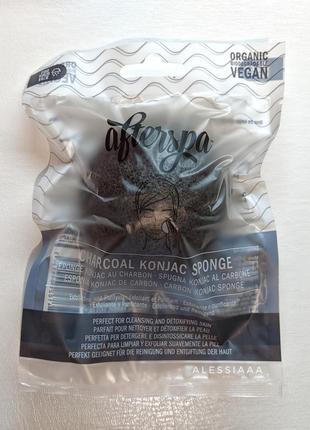 ORGANIC
BIODEGRADABLE
VEGAN
afterspa
CHARCOAL KONJAC SPONGE
KONJAC AU CHARBON · SPUGNA KONJAC AL CARBONE
KONJAC DE CARBÓN · CARBON KONJAC SPONGE
PERFECT FOR CLEANSING AND DETOXIFYING SKIN
PARFAIT POUR NETTOYER ET DÉTOXIFIER LA PEAU
PERFETTA PER DETERGERE E DISINTOSSICARE LA PELLE
PERFECTA PARA LIMPIAR Y EXFOLIAR SUAVEMENTE LA PIEL
PERFEKT GEEIGNET FÜR DIE REINIGUNG UND ENTGIFTUNG DER HAUT
ALESSIAAA